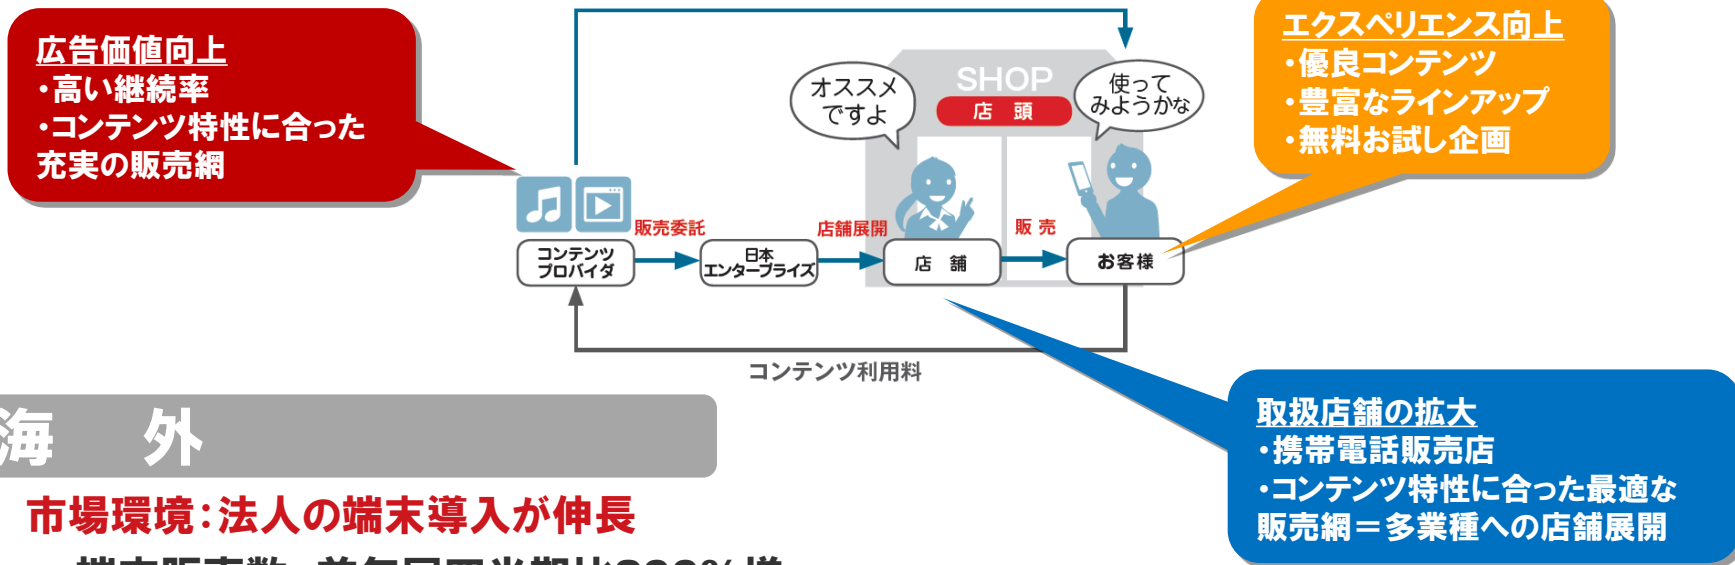 広告価値向上
・高い継続率
・コンテンツ特性に合った
充実の販売網
SHOP
店 頭
オススメ
ですよ
使って
みようかな
エクスペリエンス向上
・優良コンテンツ
・豊富なラインアップ
・無料お試し企画
販売委託
店舗展開
販 売
コンテンツ
プロバイダ
日本
エンタープライズ
店 舗
お客様
コンテンツ利用料
取扱店舗の拡大
・携帯電話販売店
・コンテンツ特性に合った最適な
販売網=多業種への店舗展開
海 外
市場環境:法人の端末導入が伸長